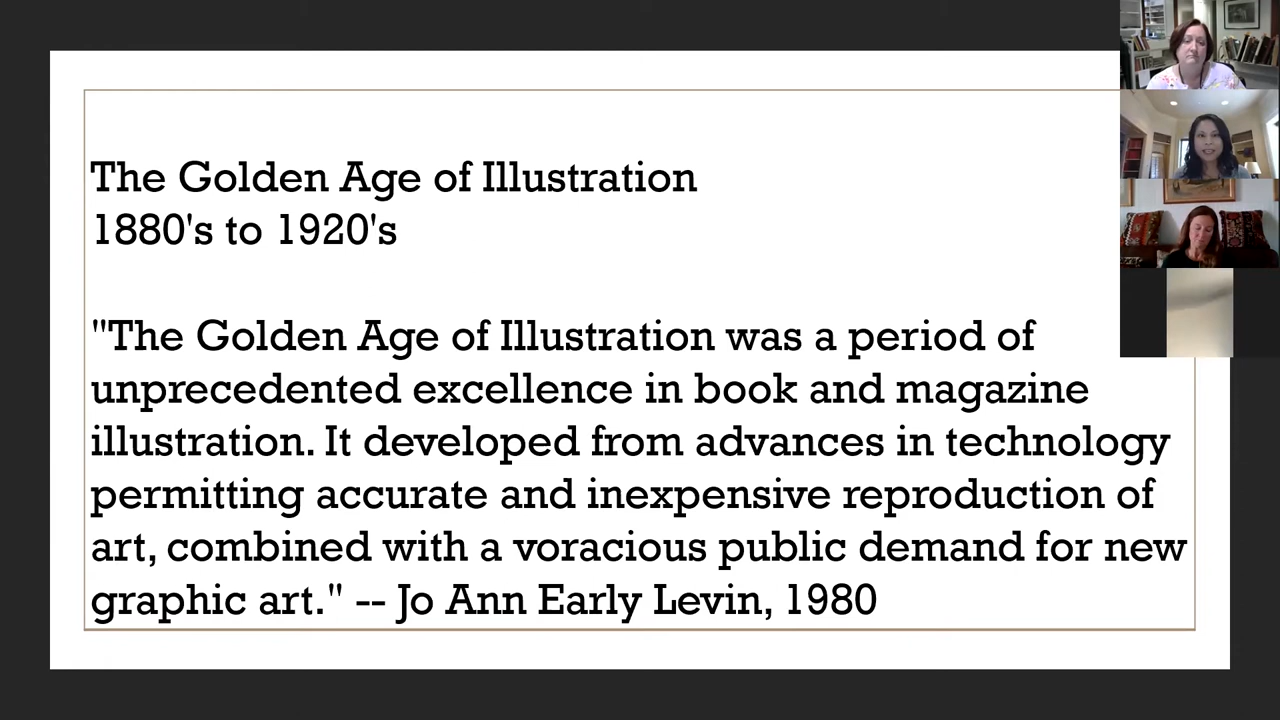 The Golden Age of Illustration
1880's to 1920's
"The Golden Age of Illustration was a period of
unprecedented excellence in book and magazine
illustration. It developed from advances in technology
permitting accurate and inexpensive reproduction of
art, combined with a voracious public demand for new
graphic art." -- Jo Ann Early Levin, 1980